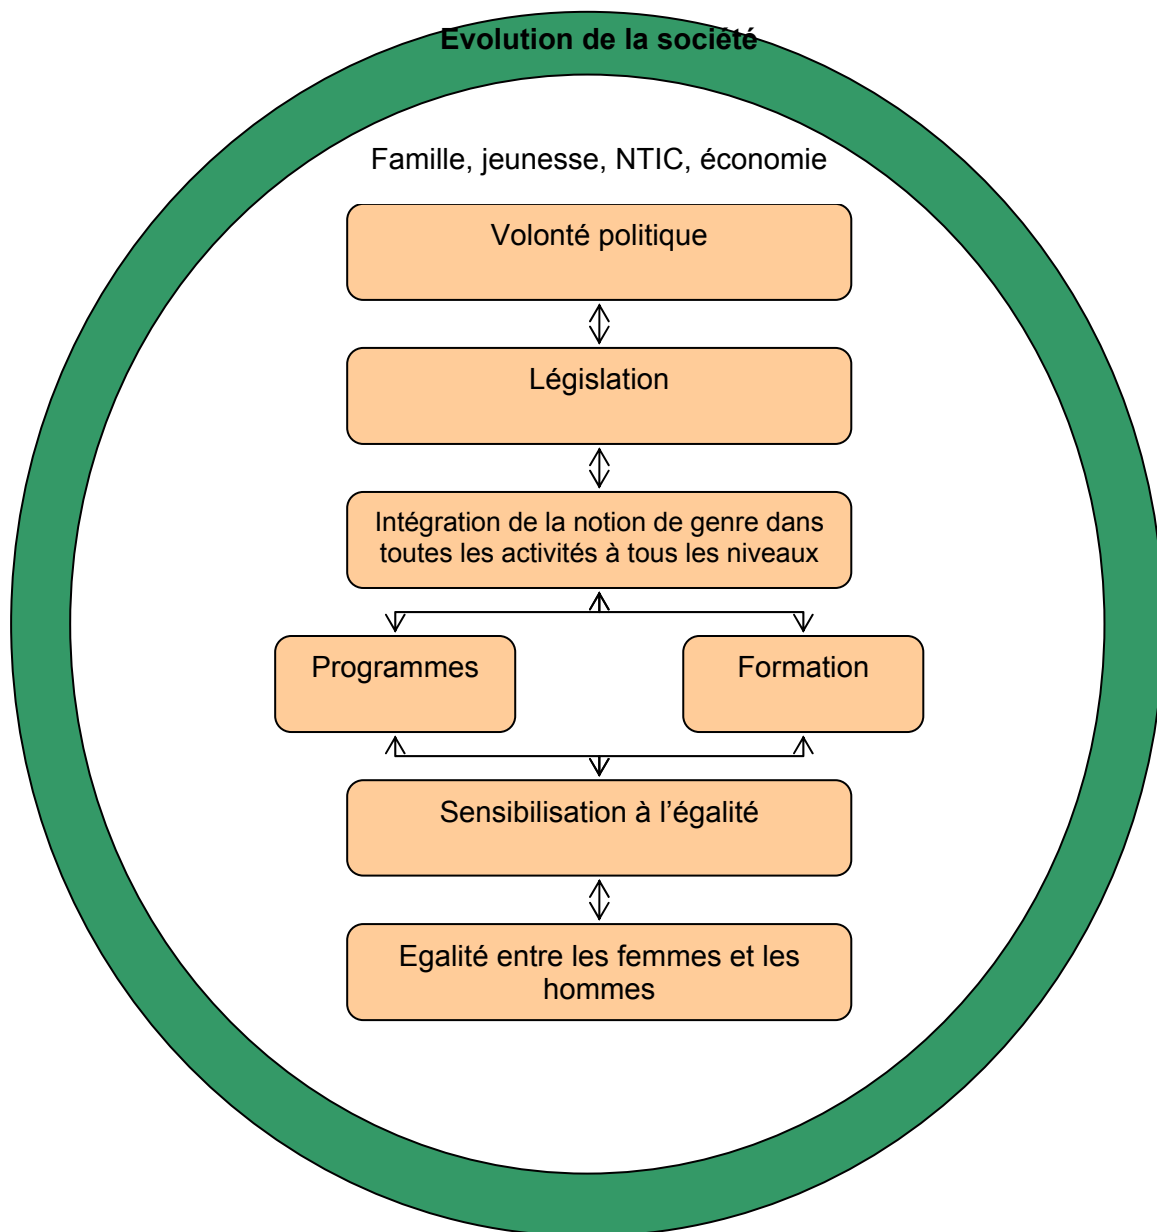 Evolution de la société
Famille, jeunesse, NTIC, économie
Volonté politique
Législation
Intégration de la notion de genre dans
toutes les activités à tous les niveaux
Programmes
Formation
Sensibilisation à l’égalité
Egalité entre les femmes et les
hommes